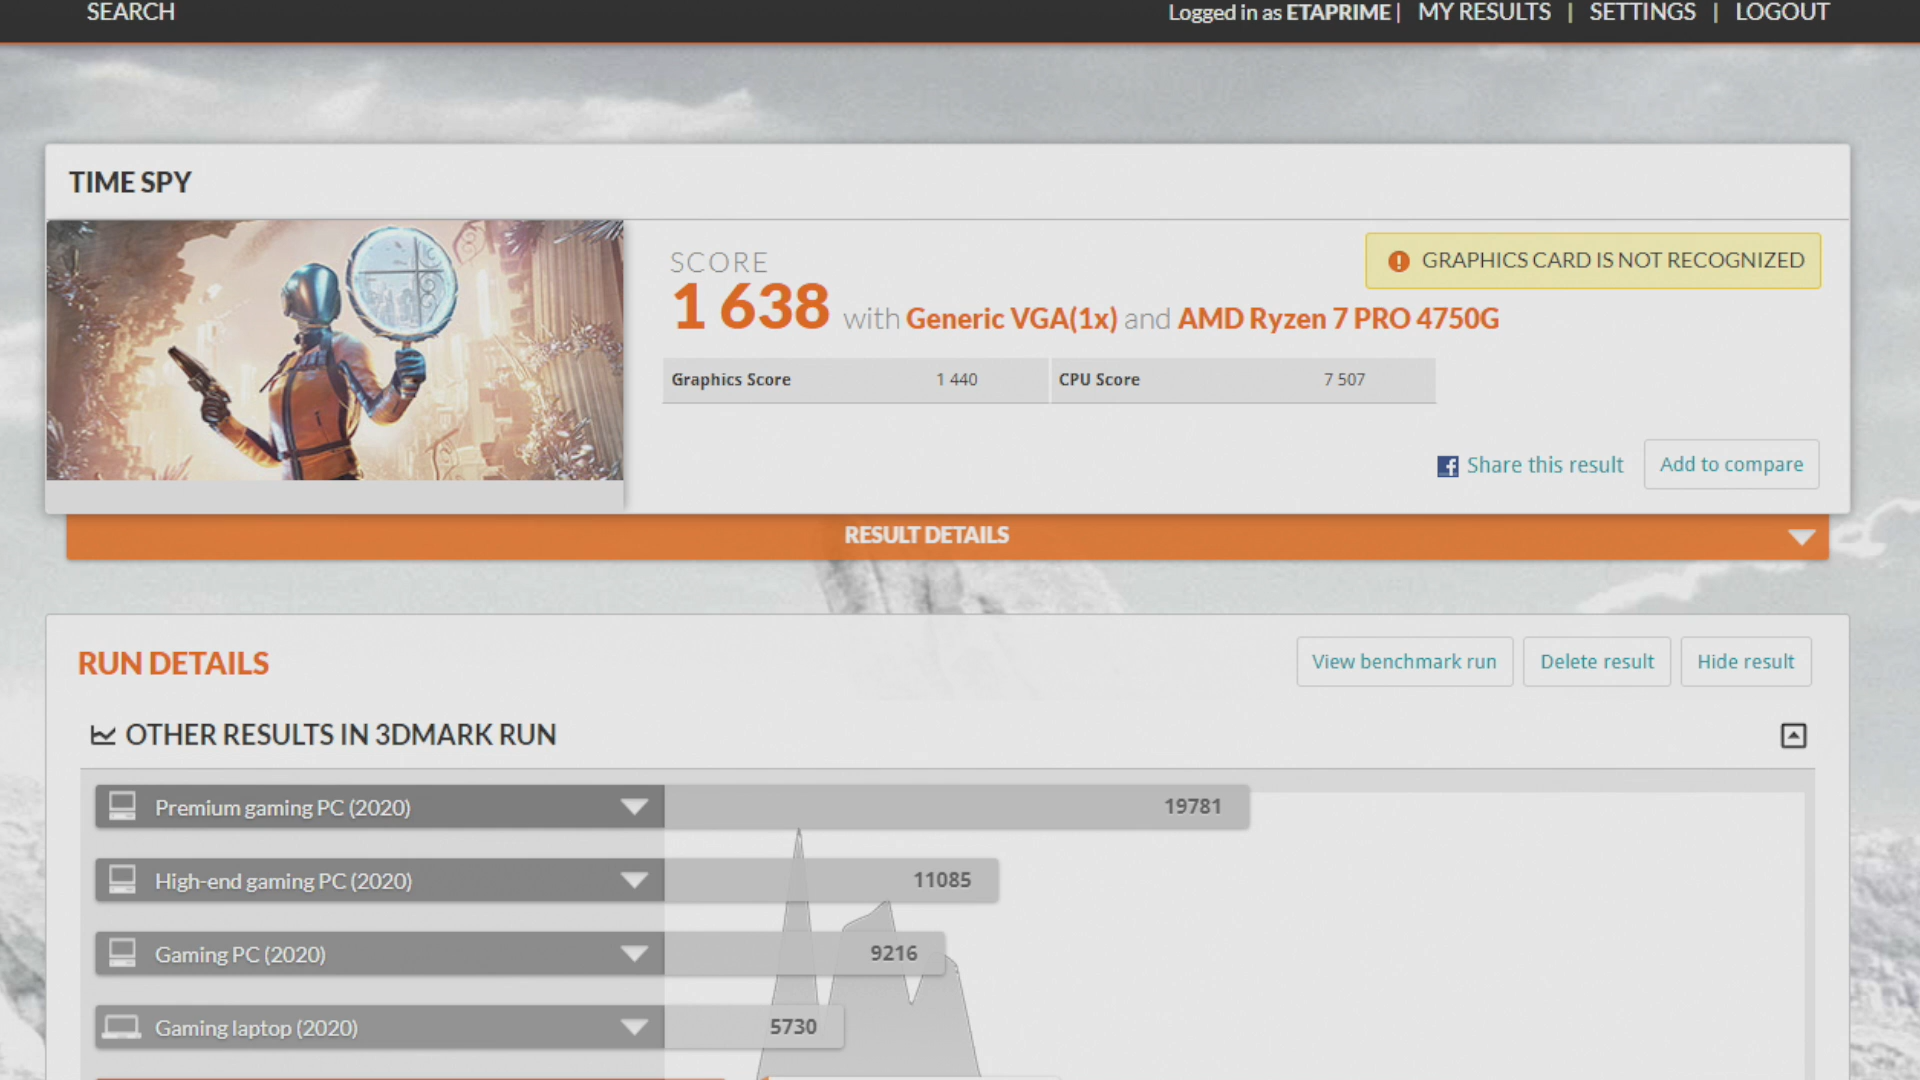 SEARCH
Logged in as ETAPRIME | MY RESULTS | SETTINGS | LOGOUT
TIME SPY
SCORE
GRAPHICS CARD IS NOT RECOGNIZED
1 638 with Generic VGA(1x) and AMD Ryzen 7 PRO 4750G
Graphics Score 1 440 CPU Score 7 507
Share this result Add to compare
RESULT DETAILS
RUN DETAILS
View benchmark run Delete result Hide result
OTHER RESULTS IN 3DMARK RUN
Premium gaming PC (2020) 19781
High-end gaming PC (2020) 11085
Gaming PC (2020) 9216
Gaming laptop (2020) 5730